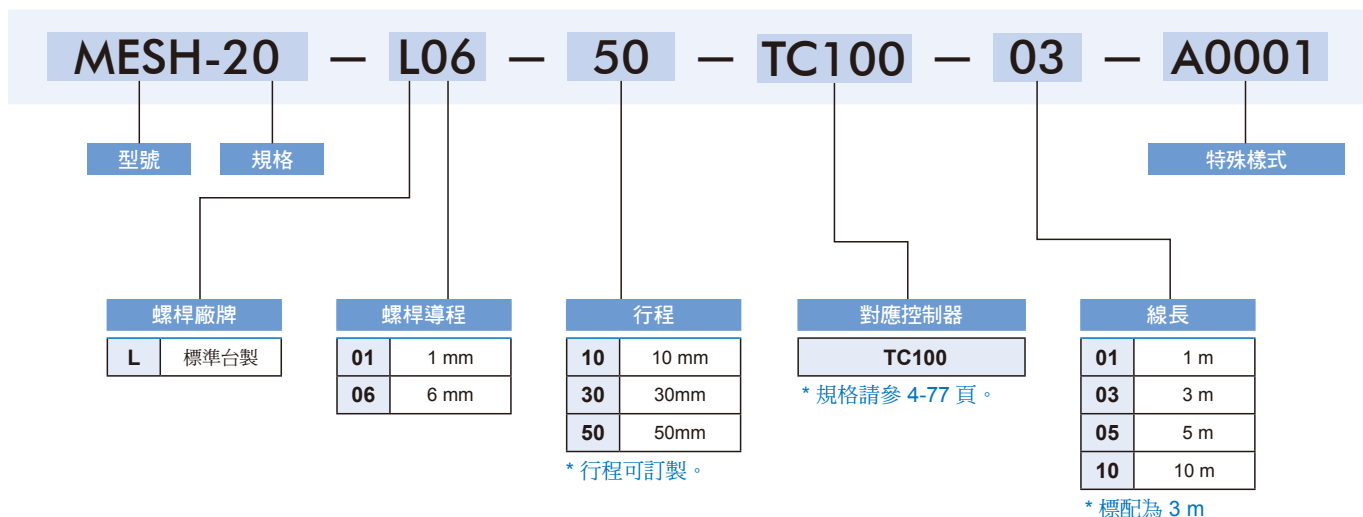 MESH-20 — L06 — 50 — TC100 — 03 — A0001
型號 規格 特殊樣式
螺桿廠牌
L 標準台製
螺桿導程
01 1 mm
06 6 mm
行程
10 10 mm
30 30mm
50 50mm
* 行程可訂製。
對應控制器
TC100
* 規格請參 4-77 頁。
線長
01 1 m
03 3 m
05 5 m
10 10 m
* 標配為 3 m